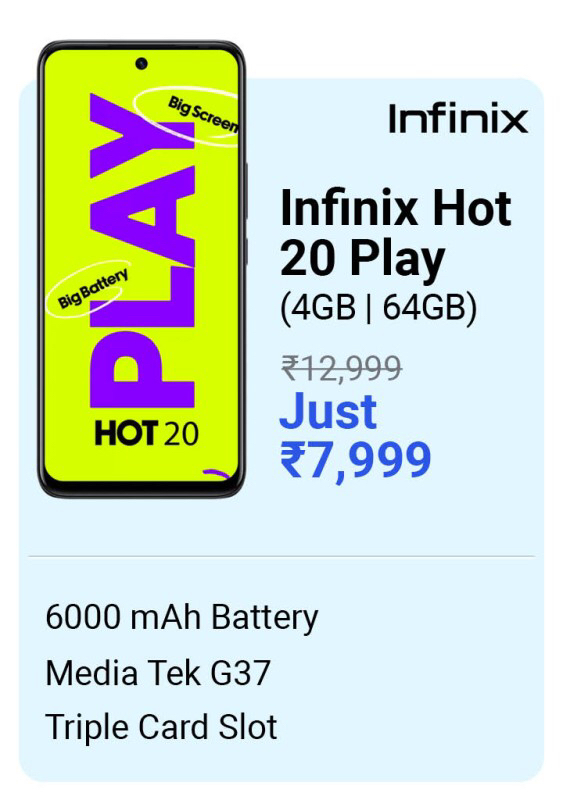 Big Screen
PLAY
Big Battery
HOT 20
Infinix
Infinix Hot
20 Play
(4GB | 64GB)
₹12,999
Just
₹7,999
6000 mAh Battery
Media Tek G37
Triple Card Slot